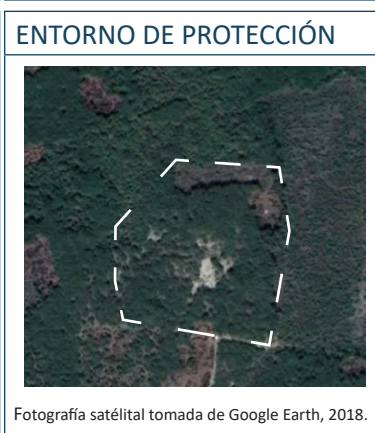 ENTORNO DE PROTECCIÓN
Fotografía satélital tomada de Google Earth, 2018.